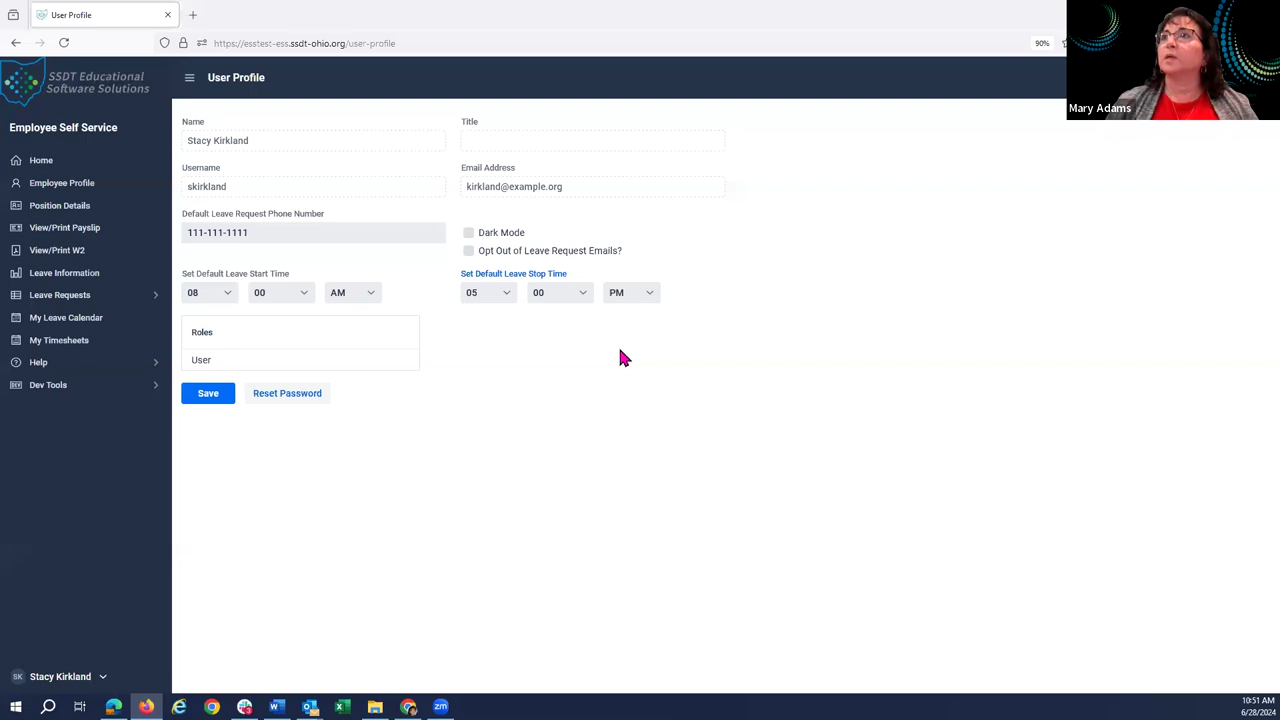 User Profile
https://esstest-ess.ssdt-ohio.org/user-profile
90%
SSDT Educational
Software Solutions
User Profile
Mary Adams
Employee Self Service
Home
Employee Profile
Position Details
View/Print Payslip
View/Print W2
Leave Information
Leave Requests
My Leave Calendar
My Timesheets
Help
Dev Tools
Name
Stacy Kirkland
Title
Username
skirkland
Email Address
kirkland@example.org
Default Leave Request Phone Number
111-111-1111
Dark Mode
Opt Out of Leave Request Emails?
Set Default Leave Start Time
08 00 AM
Set Default Leave Stop Time
05 00 PM
Roles
User
Save
Reset Password
SK Stacy Kirkland
10:51 AM
6/28/2024